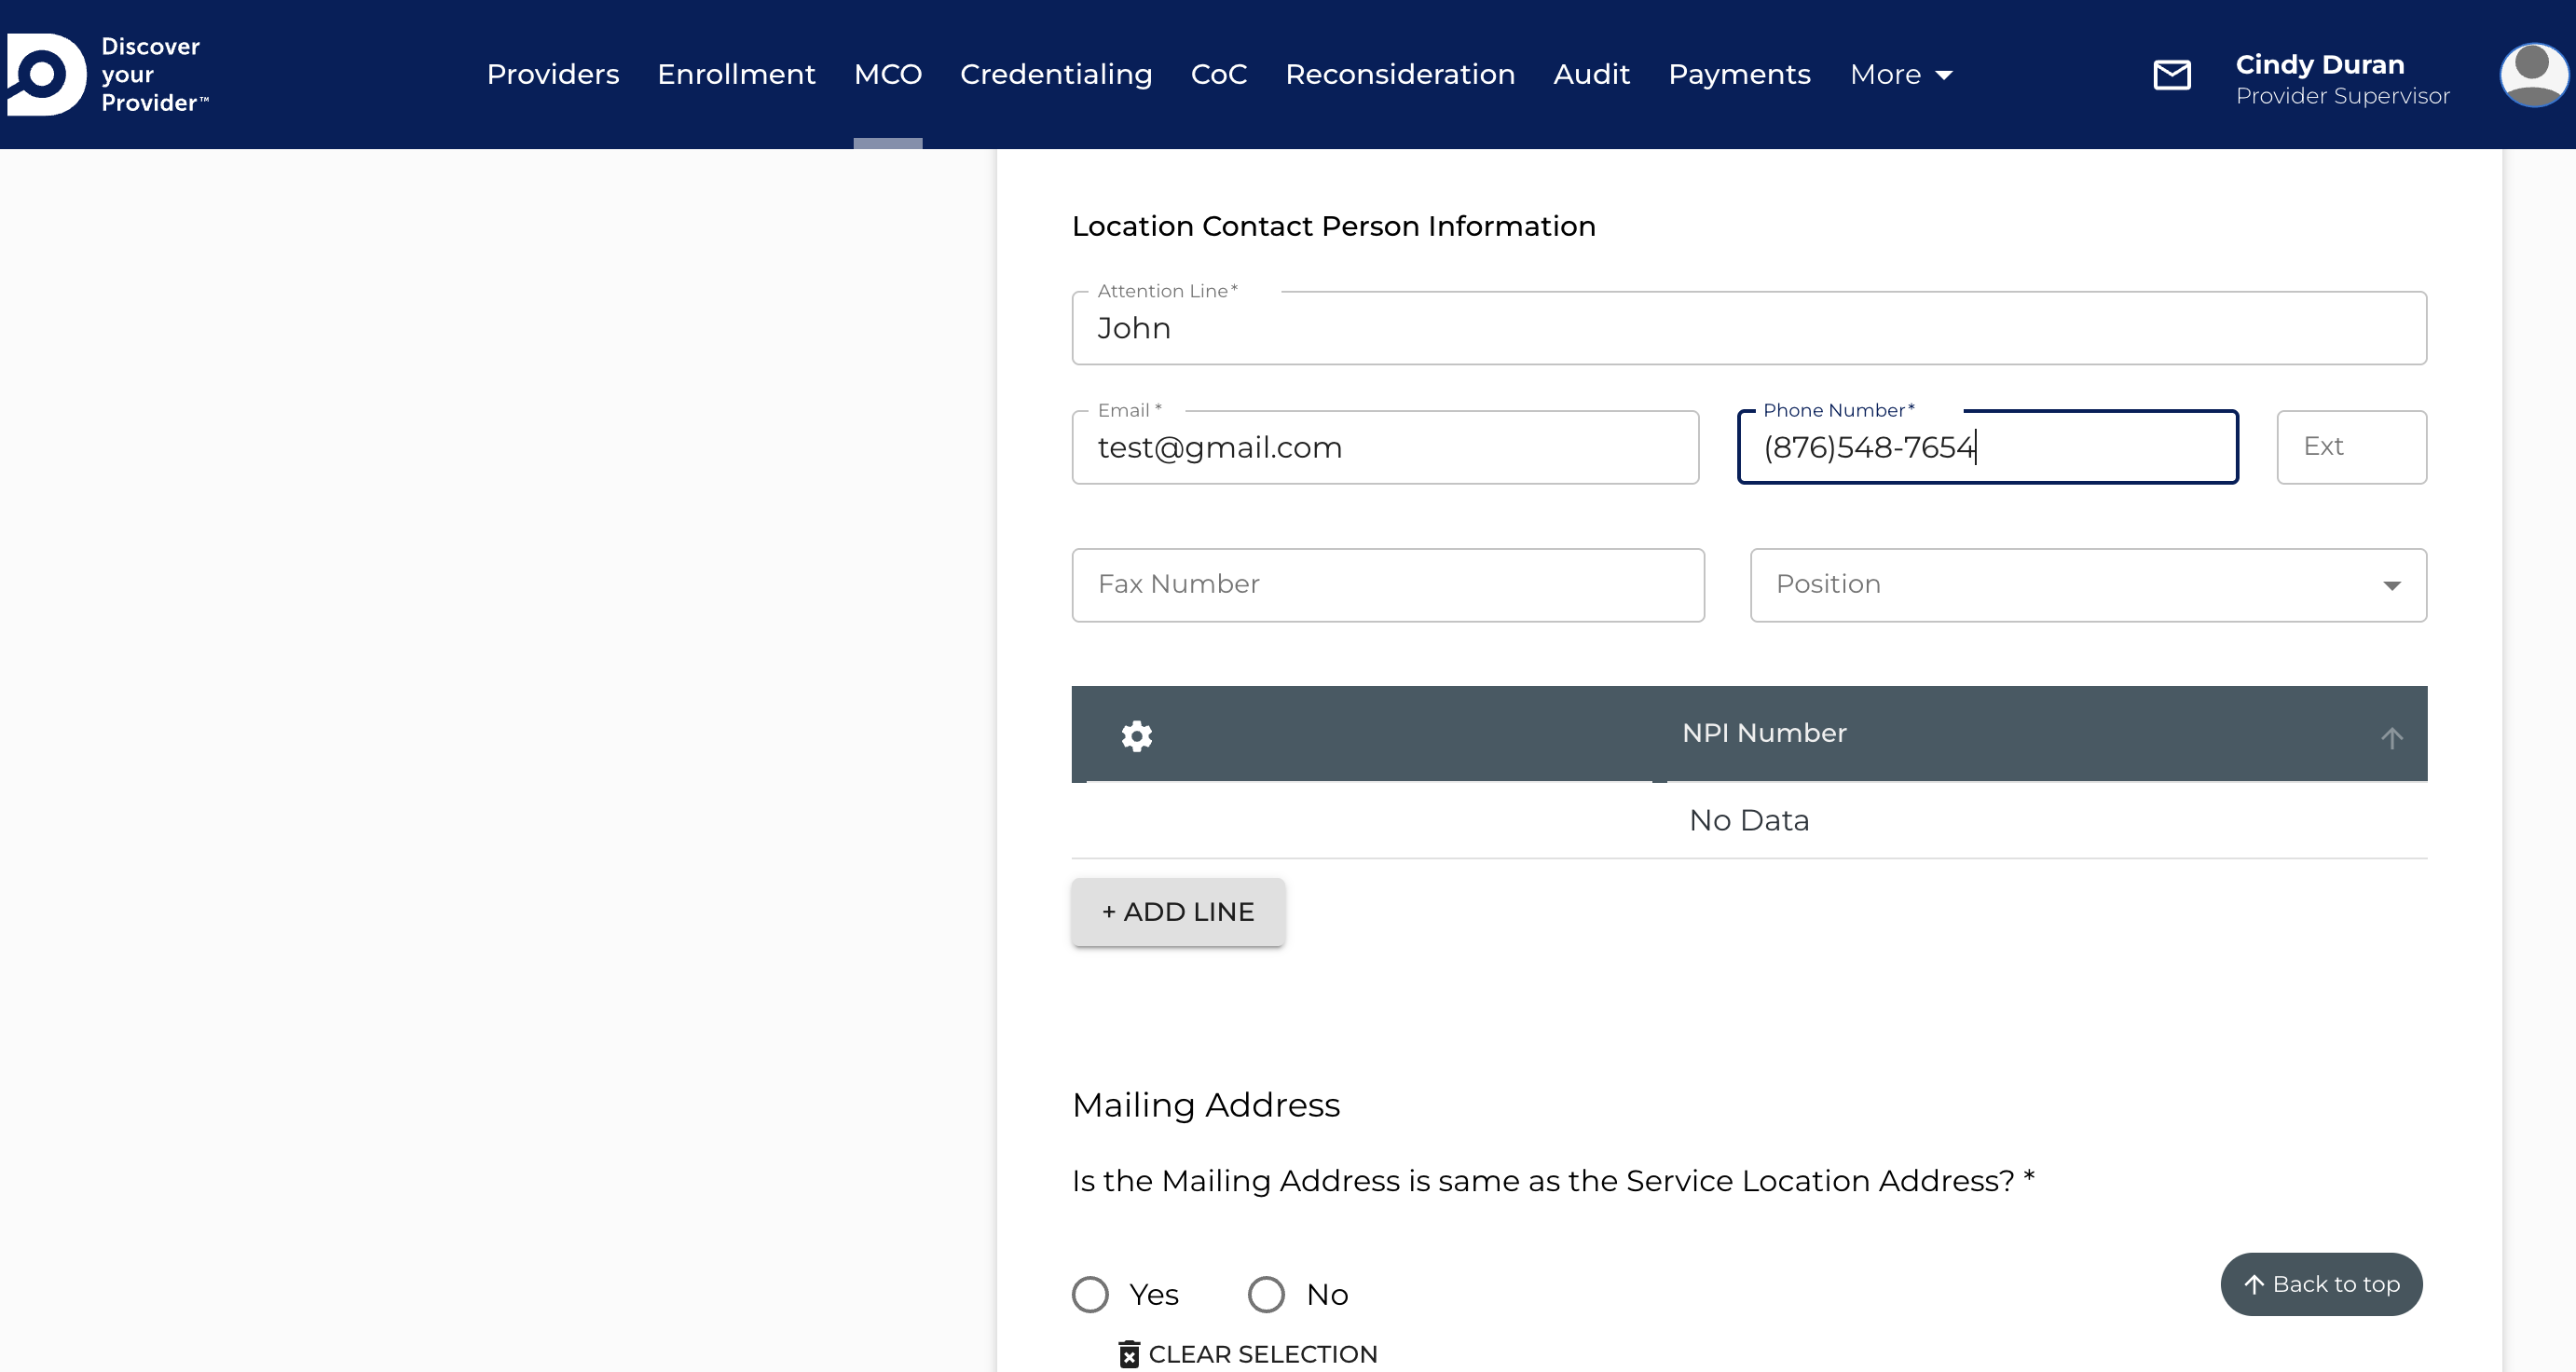 Discover
your
Provider™
Providers Enrollment MCO Credentialing CoC Reconsideration Audit Payments More
Cindy Duran
Provider Supervisor
Location Contact Person Information
Attention Line*
John
Email * Phone Number*
test@gmail.com (876)548-7654 Ext
Fax Number Position
NPI Number
No Data
+ ADD LINE
Mailing Address
Is the Mailing Address is same as the Service Location Address? *
Yes No
Back to top
CLEAR SELECTION